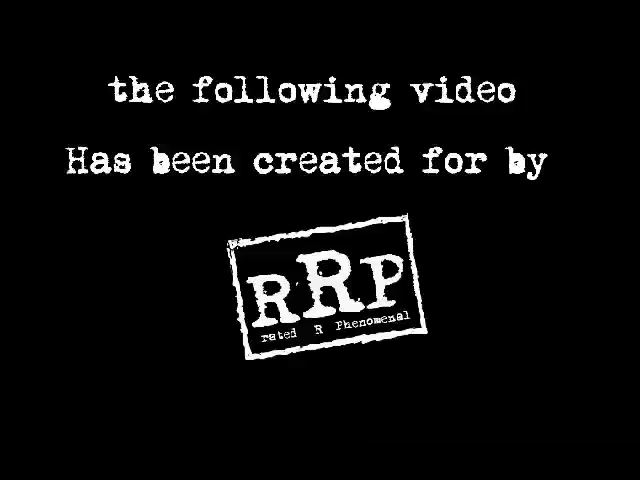 the following video
Has been created for by
RRP
rated R Phenomenal